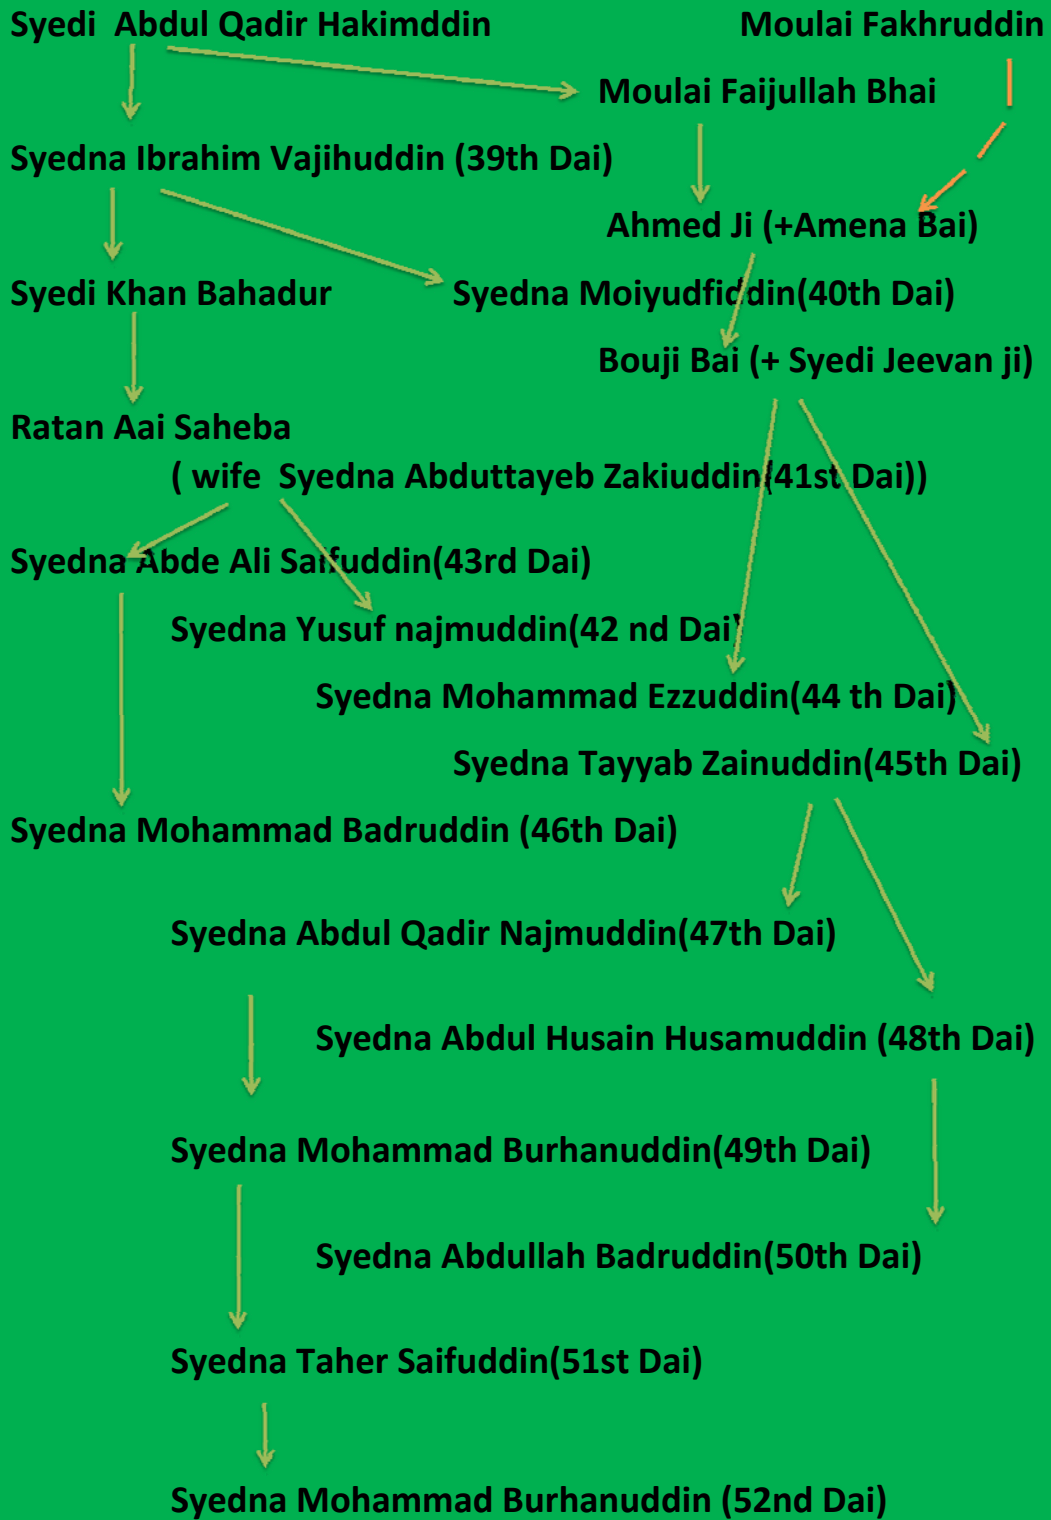 Syedi Abdul Qadir Hakimddin Moulai Fakhruddin
Moulai Faijullah Bhai
Syedna Ibrahim Vajihuddin (39th Dai)
Ahmed Ji (+Amena Bai)
Syedi Khan Bahadur Syedna Moiyudfiddin(40th Dai)
Bouji Bai (+ Syedi Jeevan ji)
Ratan Aai Saheba
( wife Syedna Abduttayeb Zakiuddin(41st Dai))
Syedna Abde Ali Saifuddin(43rd Dai)
Syedna Yusuf najmuddin(42 nd Dai)
Syedna Mohammad Ezzuddin(44 th Dai)
Syedna Tayyab Zainuddin(45th Dai)
Syedna Mohammad Badruddin (46th Dai)
Syedna Abdul Qadir Najmuddin(47th Dai)
Syedna Abdul Husain Husamuddin (48th Dai)
Syedna Mohammad Burhanuddin(49th Dai)
Syedna Abdullah Badruddin(50th Dai)
Syedna Taher Saifuddin(51st Dai)
Syedna Mohammad Burhanuddin (52nd Dai)